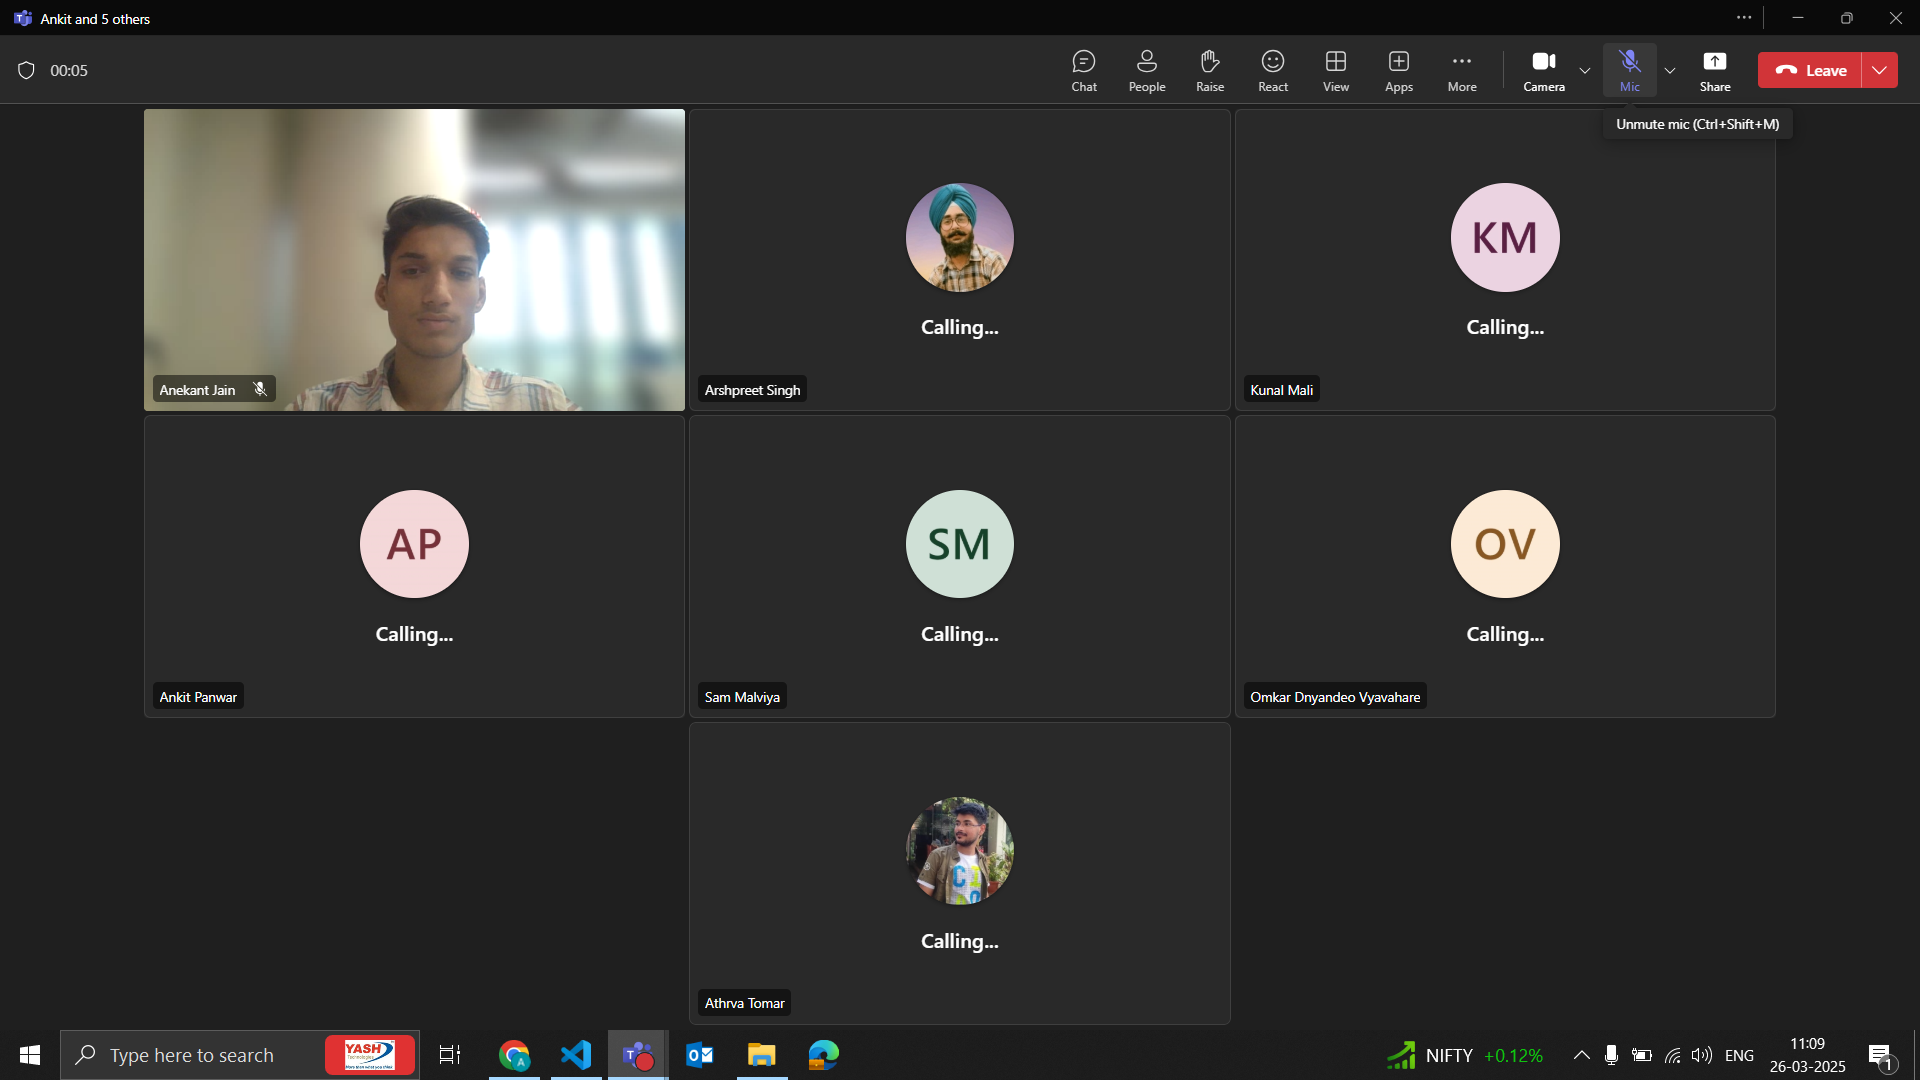 Ankit and 5 others
00:05
Chat
People
Raise
React
View
Apps
More
Camera
Mic
Share
Leave
Unmute mic (Ctrl+Shift+M)
Anekant Jain
Calling...
Arshpreet Singh
KM
Calling...
Kunal Mali
AP
Calling...
Ankit Panwar
SM
Calling...
Sam Malviya
OV
Calling...
Omkar Dnyandeo Vyavahare
Calling...
Athrva Tomar
Type here to search
YASH
Technologies
NIFTY +0.12%
ENG
11:09
26-03-2025
1